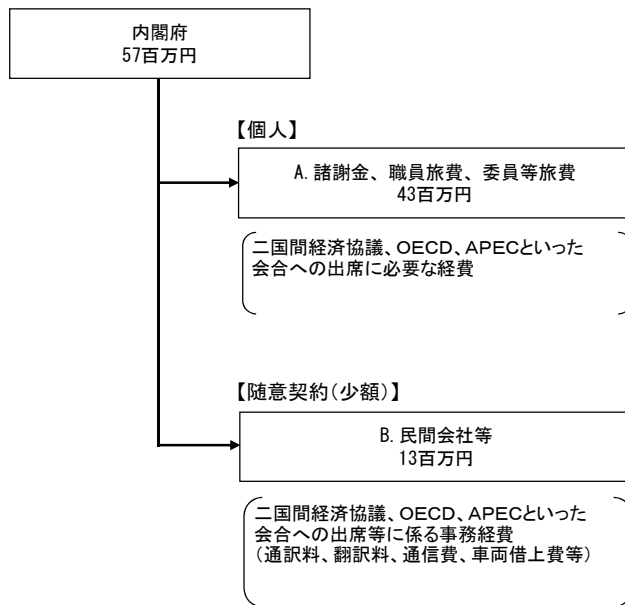 内閣府
57百万円
【個人】
A. 諸謝金、職員旅費、委員等旅費
43百万円
二国間経済協議、OECD、APECといった
会合への出席に必要な経費
【随意契約(少額)】
B. 民間会社等
13百万円
二国間経済協議、OECD、APECといった
会合への出席等に係る事務経費
(通訳料、翻訳料、通信費、車両借上費等)